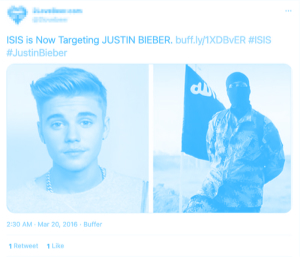 ISIS is Now Targeting JUSTIN BIEBER. buff.ly/1XDBvER #ISIS
#JustinBieber
2:30 AM · Mar 20, 2016 · Buffer
1 Retweet 1 Like